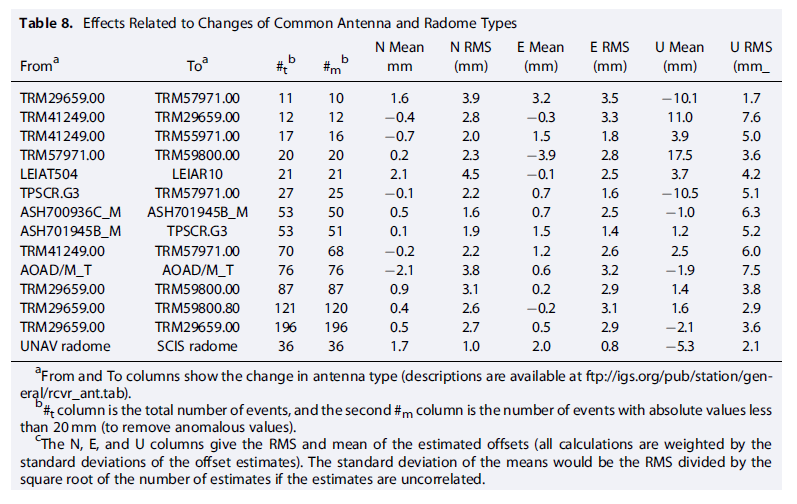 Table 8. Effects Related to Changes of Common Antenna and Radome Types
N Mean N RMS E Mean E RMS U Mean U RMS
Fromᵃ Toᵃ #ₜᵇ #ₘᵇ mm (mm) (mm) (mm) (mm) (mm_
TRM29659.00 TRM57971.00 11 10 1.6 3.9 3.2 3.5 −10.1 1.7
TRM41249.00 TRM29659.00 12 12 −0.4 2.8 −0.3 3.3 11.0 7.6
TRM41249.00 TRM55971.00 17 16 −0.7 2.0 1.5 1.8 3.9 5.0
TRM57971.00 TRM59800.00 20 20 0.2 2.3 −3.9 2.8 17.5 3.6
LEIAT504 LEIAR10 21 21 2.1 4.5 −0.1 2.5 3.7 4.2
TPSCR.G3 TRM57971.00 27 25 −0.1 2.2 0.7 1.6 −10.5 5.1
ASH700936C_M ASH701945B_M 53 50 0.5 1.6 0.7 2.5 −1.0 6.3
ASH701945B_M TPSCR.G3 53 51 0.1 1.9 1.5 1.4 1.2 5.2
TRM41249.00 TRM57971.00 70 68 −0.2 2.2 1.2 2.6 2.5 6.0
AOAD/M_T AOAD/M_T 76 76 −2.1 3.8 0.6 3.2 −1.9 7.5
TRM29659.00 TRM59800.00 87 87 0.9 3.1 0.2 2.9 1.4 3.8
TRM29659.00 TRM59800.80 121 120 0.4 2.6 −0.2 3.1 1.6 2.9
TRM29659.00 TRM29659.00 196 196 0.5 2.7 0.5 2.9 −2.1 3.6
UNAV radome SCIS radome 36 36 1.7 1.0 2.0 0.8 −5.3 2.1
ᵃFrom and To columns show the change in antenna type (descriptions are available at ftp://igs.org/pub/station/gen-
eral/rcvr_ant.tab).
ᵇ#ₜ column is the total number of events, and the second #ₘ column is the number of events with absolute values less
than 20 mm (to remove anomalous values).
ᶜThe N, E, and U columns give the RMS and mean of the estimated offsets (all calculations are weighted by the
standard deviations of the offset estimates). The standard deviation of the means would be the RMS divided by the
square root of the number of estimates if the estimates are uncorrelated.